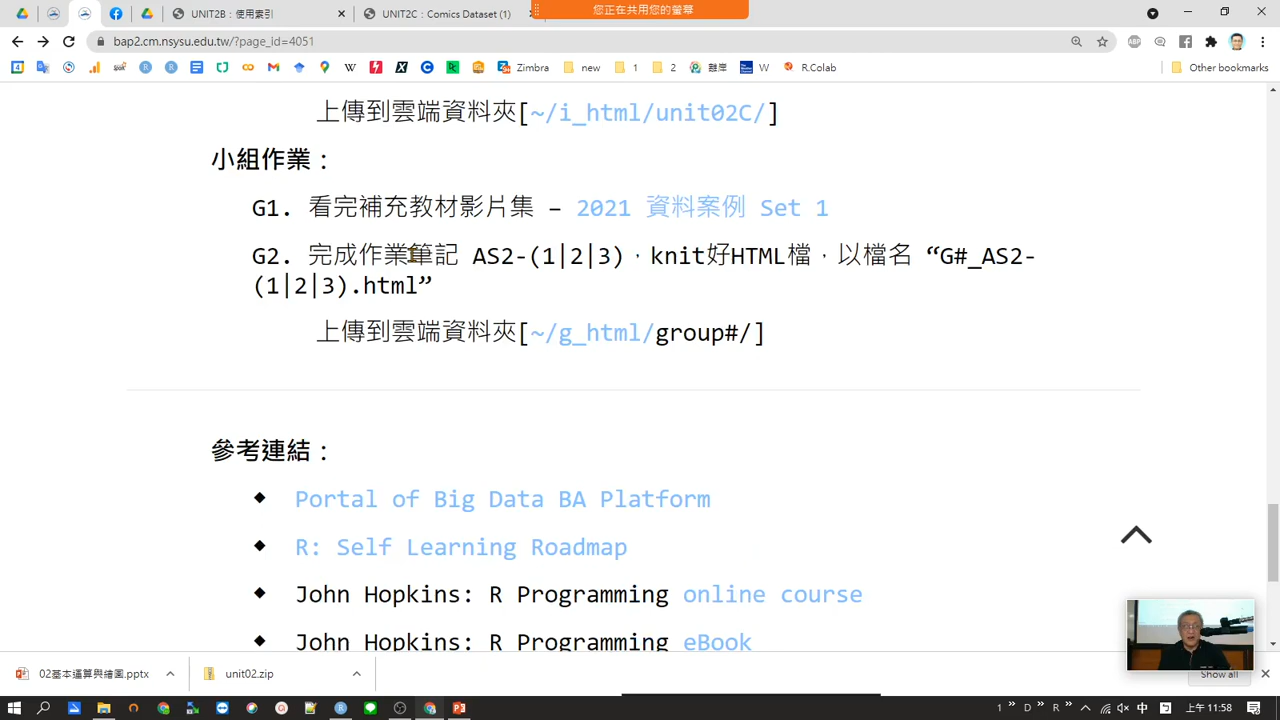 UNIT2B：使用索引
UNIT2C：Comics Dataset (1)
您正在共用您的螢幕
bap2.cm.nsysu.edu.tw/?page_id=4051
Zimbra
new
1
2
離岸
W
R.Colab
Other bookmarks
上傳到雲端資料夾[~/i_html/unit02C/]
小組作業：
G1. 看完補充教材影片集 – 2021 資料案例 Set 1
G2. 完成作業筆記 AS2-(1|2|3)，knit好HTML檔，以檔名 “G#_AS2-
(1|2|3).html”
上傳到雲端資料夾[~/g_html/group#/]
參考連結：
Portal of Big Data BA Platform
R: Self Learning Roadmap
John Hopkins: R Programming online course
John Hopkins: R Programming eBook
02基本運算與繪圖.pptx
unit02.zip
Show all
1
D
R
中
上午 11:58